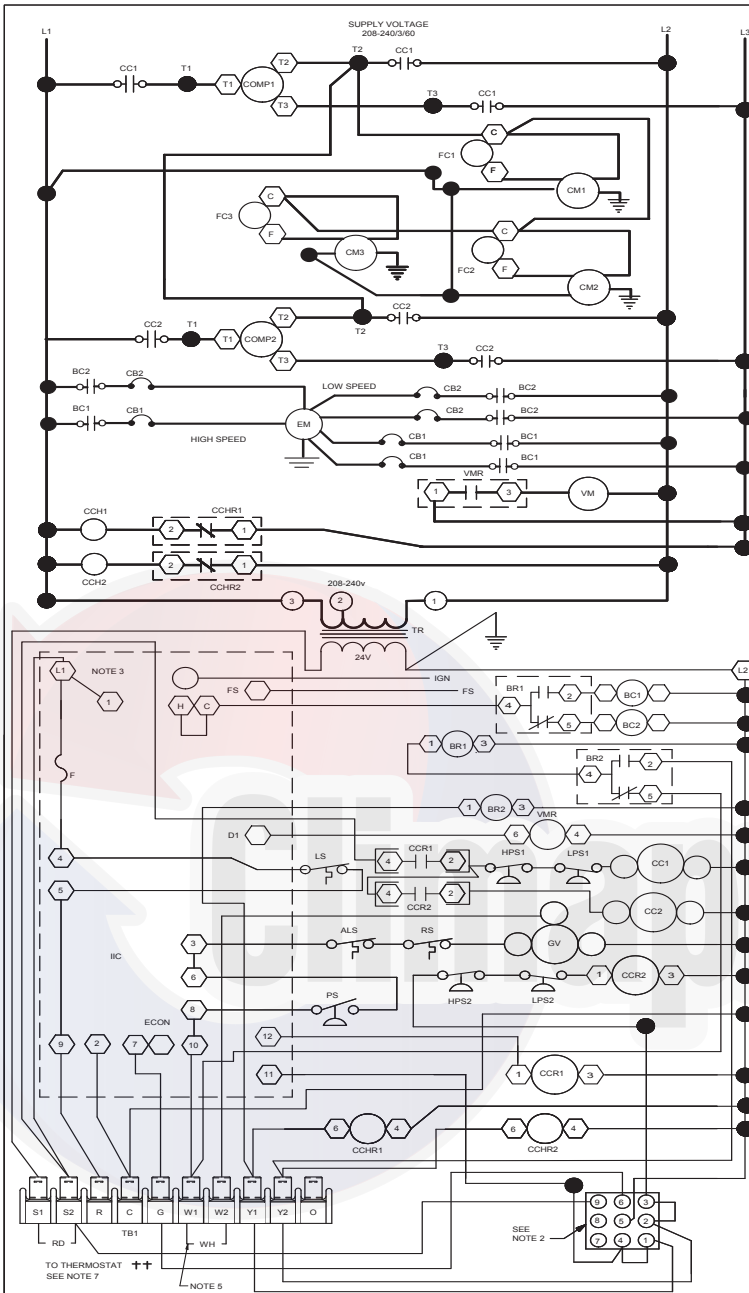 L1
SUPPLY VOLTAGE
208-240/3/60
L2
L3
CC1 T1 T1 COMP1 T2 T3 T2 CC1
T3 CC1
C
FC1
F
CM1
C
FC3
F
CM3
C
FC2
F
CM2
CC2 T1 T1 COMP2 T2 T3 T2 CC2
T3 CC2
BC2 CB2 LOW SPEED CB2 BC2
BC1 CB1 EM CB2 BC2
HIGH SPEED CB1 BC1
CB1 BC1
VMR
1 3 VM
CCH1 2 CCHR1 1
CCH2 2 CCHR2 1
208-240v
3 2 1
TR
24V
L1 NOTE 3 IGN L2
1 FS FS
H C BR1 4 2 BC1
5 BC2
1 BR1 3
BR2
4 2
5
F
1 BR2 3
VMR
D1 6 4
4 LS CCR1 4 2 HPS1 LPS1 CC1
5 4 2 CCR2 CC2
IIC 3 ALS RS GV
6 HPS2 LPS2 1 CCR2 3
PS
8
ECON
9 2 7 10 12
11 1 CCR1 3
6 4 CCHR1
6 4 CCHR2
S1 S2 R C G W1 W2 Y1 Y2 O
TB1
RD WH
TO THERMOSTAT ++
SEE NOTE 7
NOTE 5
SEE
NOTE 2
9 6 3
8 5 2
7 4 1
Climap